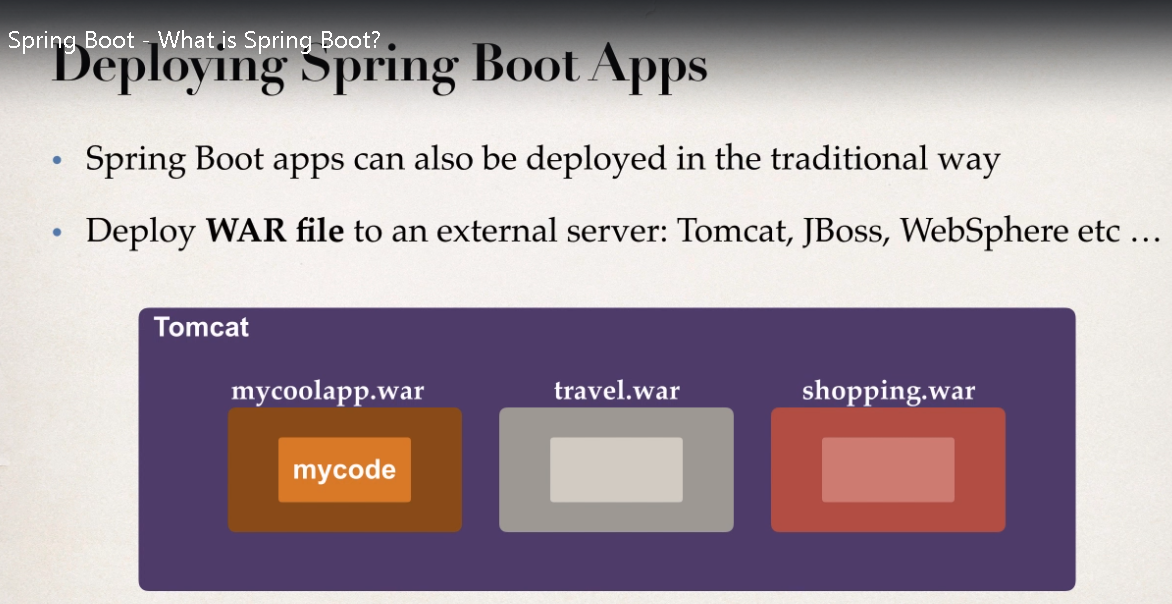 Spring Boot - What is Spring Boot?
Deploying Spring Boot Apps
• Spring Boot apps can also be deployed in the traditional way
• Deploy WAR file to an external server: Tomcat, JBoss, WebSphere etc …
Tomcat
mycoolapp.war travel.war shopping.war
mycode